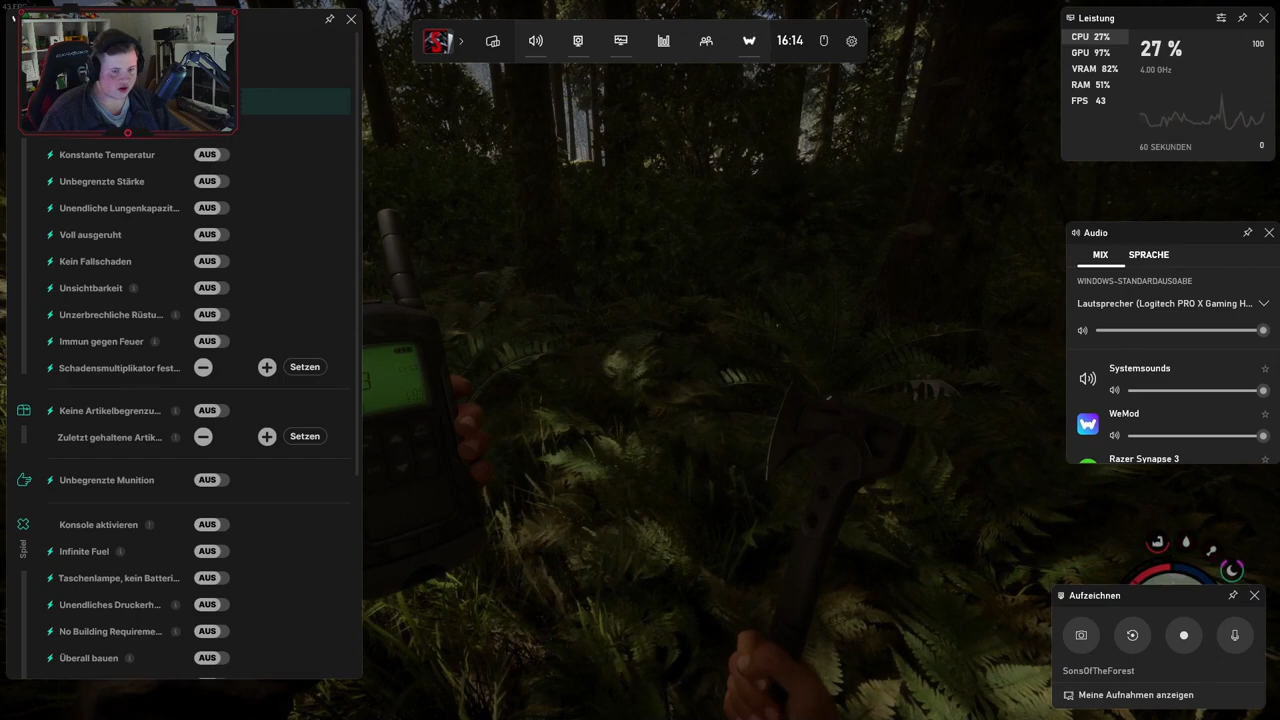 43 FPS
16:14
Konstante Temperatur AUS
Unbegrenzte Stärke AUS
Unendliche Lungenkapazit... AUS
Voll ausgeruht AUS
Kein Fallschaden AUS
Unsichtbarkeit AUS
Unzerbrechliche Rüstu... AUS
Immun gegen Feuer AUS
Schadensmultiplikator fest... Setzen
Keine Artikelbegrenzu... AUS
Zuletzt gehaltene Artik... Setzen
Unbegrenzte Munition AUS
Konsole aktivieren AUS
Spiel
Infinite Fuel AUS
Taschenlampe, kein Batteri... AUS
Unendliches Druckerh... AUS
No Building Requireme... AUS
Überall bauen AUS
Leistung
CPU 27%
GPU 97%
VRAM 82%
RAM 51%
FPS 43
27 %
100
4.00 GHz
60 SEKUNDEN
0
Audio
MIX SPRACHE
WINDOWS-STANDARDAUSGABE
Lautsprecher (Logitech PRO X Gaming H...
Systemsounds
WeMod
Razer Synapse 3
Aufzeichnen
SonsOfTheForest
Meine Aufnahmen anzeigen